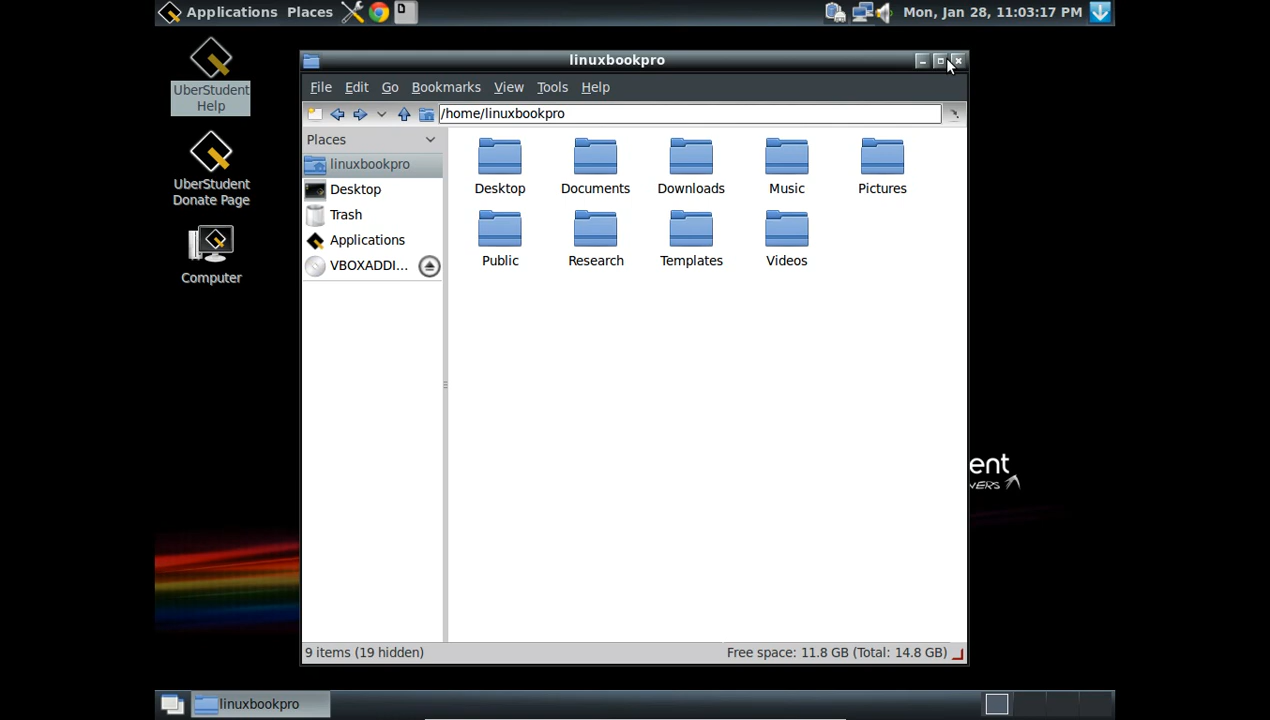 Applications Places
Mon, Jan 28, 11:03:17 PM
UberStudent
Help
UberStudent
Donate Page
Computer
linuxbookpro
File Edit Go Bookmarks View Tools Help
/home/linuxbookpro
Places
linuxbookpro
Desktop
Trash
Applications
VBOXADDI...
Desktop Documents Downloads Music Pictures
Public Research Templates Videos
ent
VERS
9 items (19 hidden)
Free space: 11.8 GB (Total: 14.8 GB)
linuxbookpro